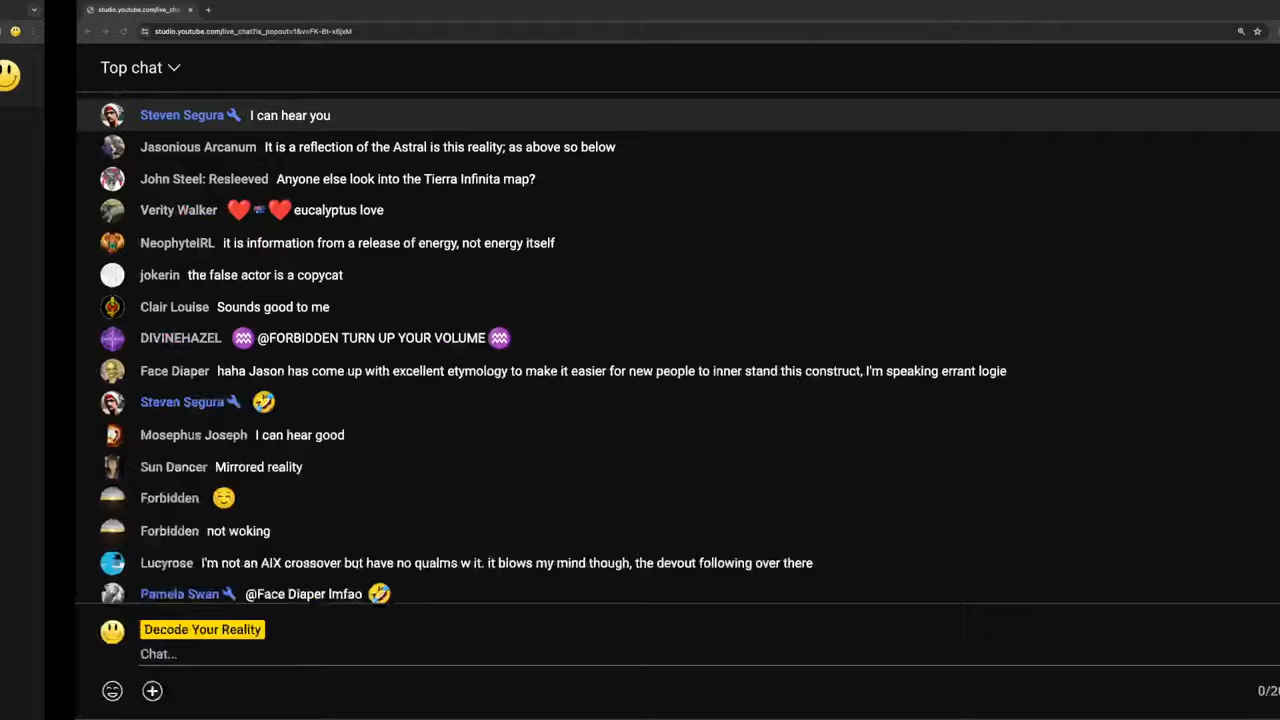 studio.youtube.com/live_cha
studio.youtube.com/live_chat?is_popout=1&v=FK-Bt-x6jxM
Top chat
Steven Segura I can hear you
Jasonious Arcanum It is a reflection of the Astral is this reality; as above so below
John Steel: Resleeved Anyone else look into the Tierra Infinita map?
Verity Walker ❤️🇦🇺❤️ eucalyptus love
NeophyteIRL it is information from a release of energy, not energy itself
jokerin the false actor is a copycat
Clair Louise Sounds good to me
DIVINEHAZEL ♒ @FORBIDDEN TURN UP YOUR VOLUME ♒
Face Diaper haha Jason has come up with excellent etymology to make it easier for new people to inner stand this construct, I'm speaking errant logie
Steven Segura 🤣
Mosephus Joseph I can hear good
Sun Dancer Mirrored reality
Forbidden ☺️
Forbidden not woking
Lucyrose I'm not an AIX crossover but have no qualms w it. it blows my mind though, the devout following over there
Pamela Swan @Face Diaper lmfao 🤣
Decode Your Reality
Chat...
0/20